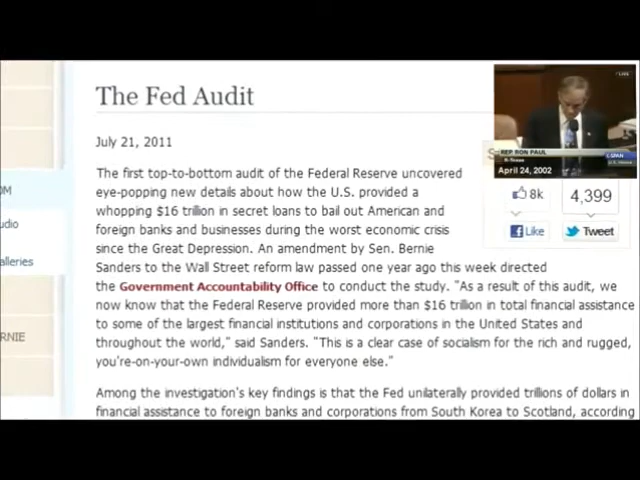 The Fed Audit
July 21, 2011
The first top-to-bottom audit of the Federal Reserve uncovered
eye-popping new details about how the U.S. provided a
whopping $16 trillion in secret loans to bail out American and
foreign banks and businesses during the worst economic crisis
since the Great Depression. An amendment by Sen. Bernie
Sanders to the Wall Street reform law passed one year ago this week directed
the Government Accountability Office to conduct the study. "As a result of this audit, we
now know that the Federal Reserve provided more than $16 trillion in total financial assistance
to some of the largest financial institutions and corporations in the United States and
throughout the world," said Sanders. "This is a clear case of socialism for the rich and rugged,
you're-on-your-own individualism for everyone else."
Among the investigation's key findings is that the Fed unilaterally provided trillions of dollars in
financial assistance to foreign banks and corporations from South Korea to Scotland, according
LIVE
REP. RON PAUL
R-Texas
CSPAN
April 24, 2002
8k
4,399
Like
Tweet
OM
udio
alleries
RNIE